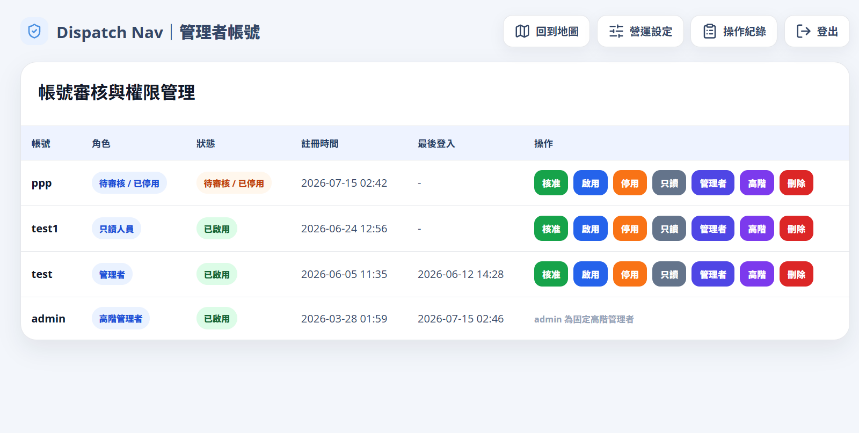 Dispatch Nav｜管理者帳號
回到地圖
營運設定
操作紀錄
登出
帳號審核與權限管理
帳號 角色 狀態 註冊時間 最後登入 操作
ppp 待審核 / 已停用 待審核 / 已停用 2026-07-15 02:42 - 核准 啟用 停用 只讀 管理者 高階 刪除
test1 只讀人員 已啟用 2026-06-24 12:56 - 核准 啟用 停用 只讀 管理者 高階 刪除
test 管理者 已啟用 2026-06-05 11:35 2026-06-12 14:28 核准 啟用 停用 只讀 管理者 高階 刪除
admin 高階管理者 已啟用 2026-03-28 01:59 2026-07-15 02:46 admin 為固定高階管理者